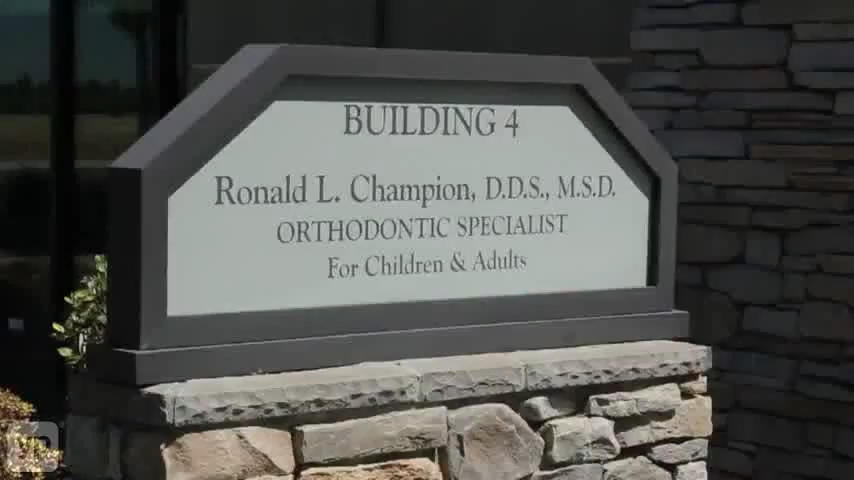 BUILDING 4
Ronald L. Champion, D.D.S., M.S.D.
ORTHODONTIC SPECIALIST
For Children & Adults